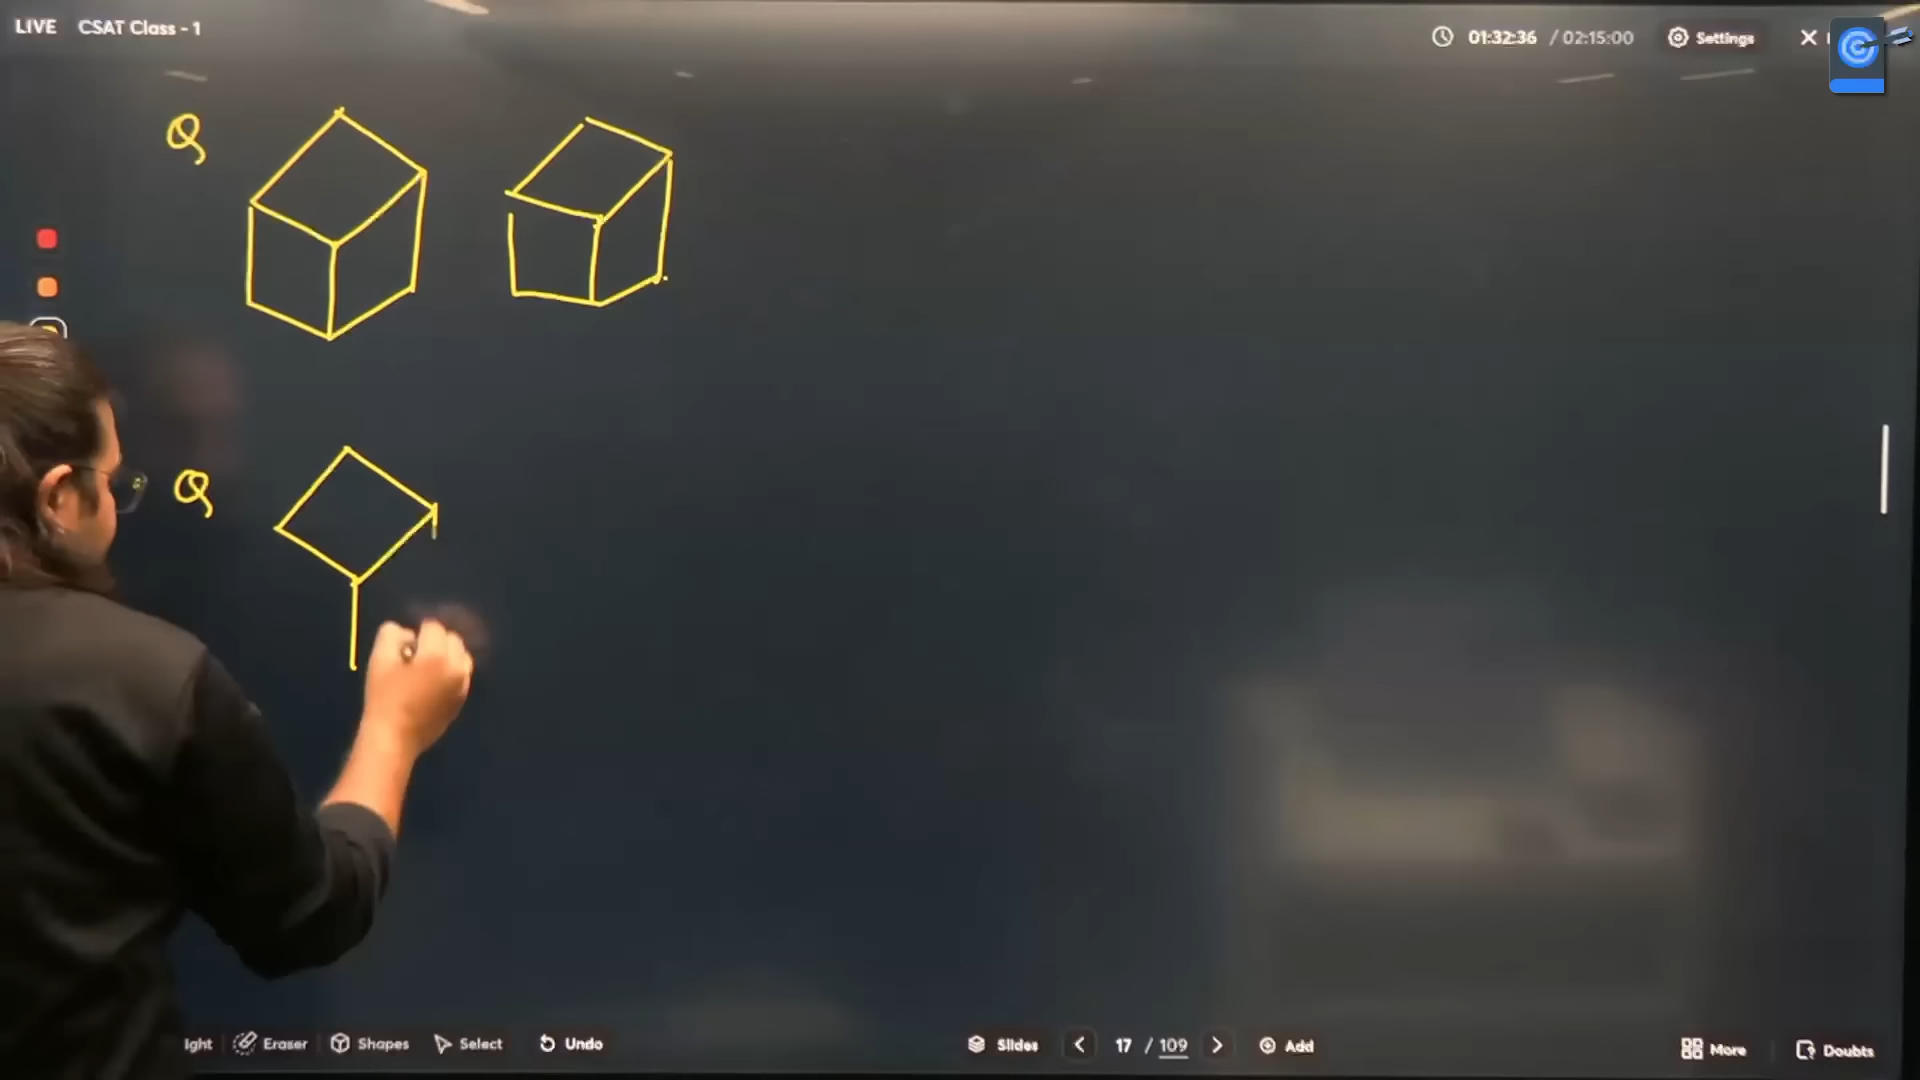 LIVE CSAT Class - 1 01:32:36 / 02:15:00 Settings
Q
Q
ight Eraser Shapes Select Undo Slides 17 / 109 Add More Doubts